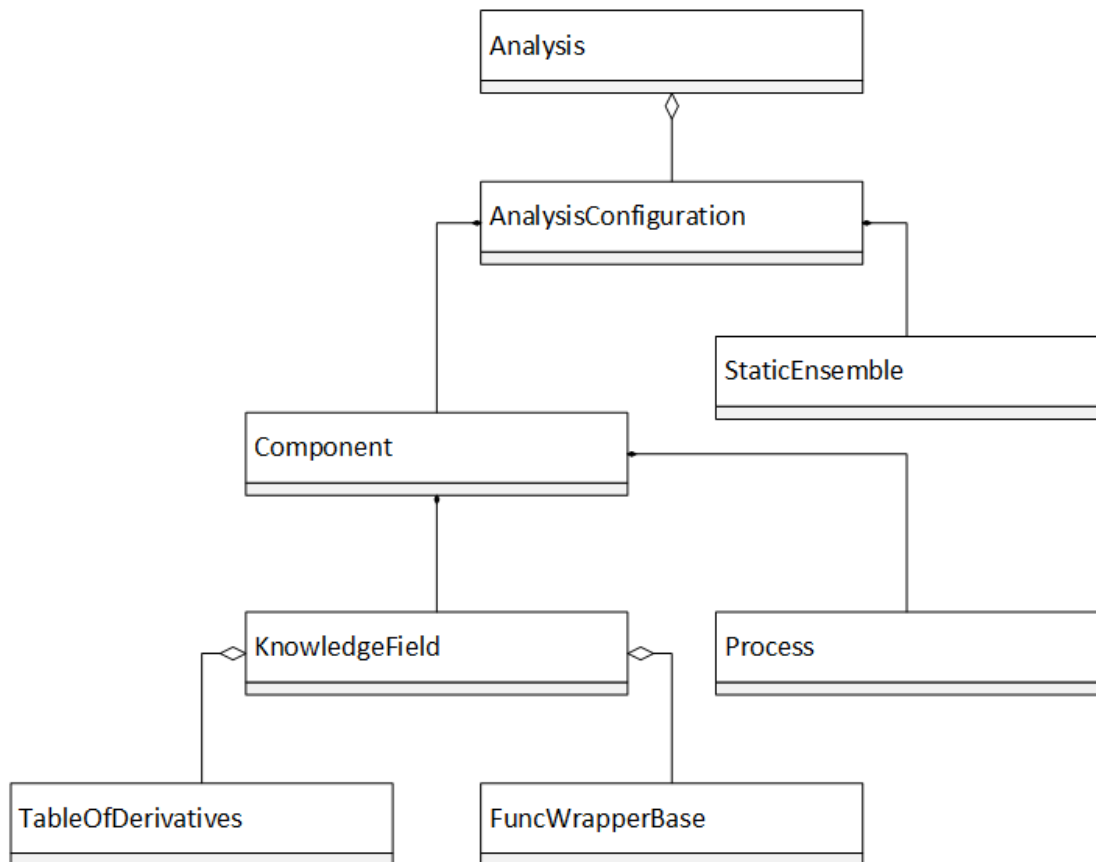 Analysis
AnalysisConfiguration
StaticEnsemble
Component
KnowledgeField
Process
TableOfDerivatives
FuncWrapperBase